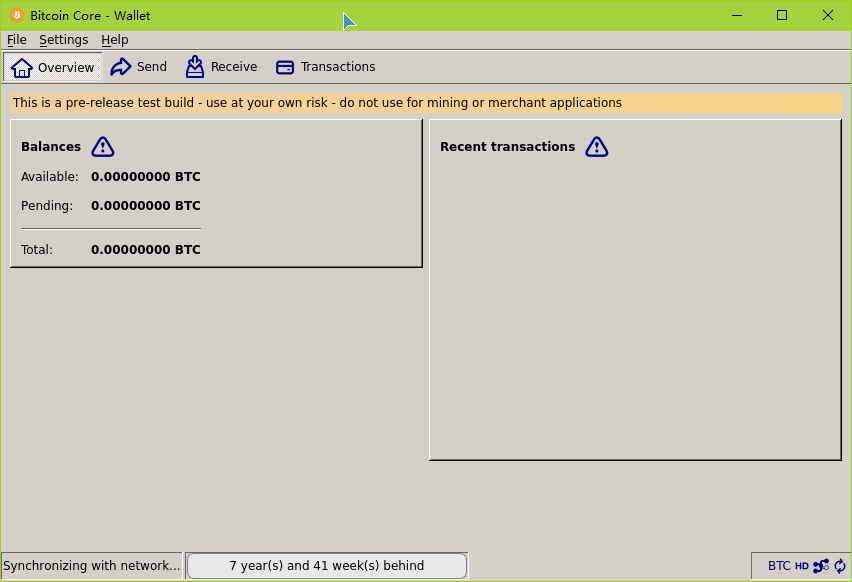 Bitcoin Core - Wallet
File Settings Help
Overview Send Receive Transactions
This is a pre-release test build - use at your own risk - do not use for mining or merchant applications
Balances
Available: 0.00000000 BTC
Pending: 0.00000000 BTC
Total: 0.00000000 BTC
Recent transactions
Synchronizing with network... 7 year(s) and 41 week(s) behind BTC HD